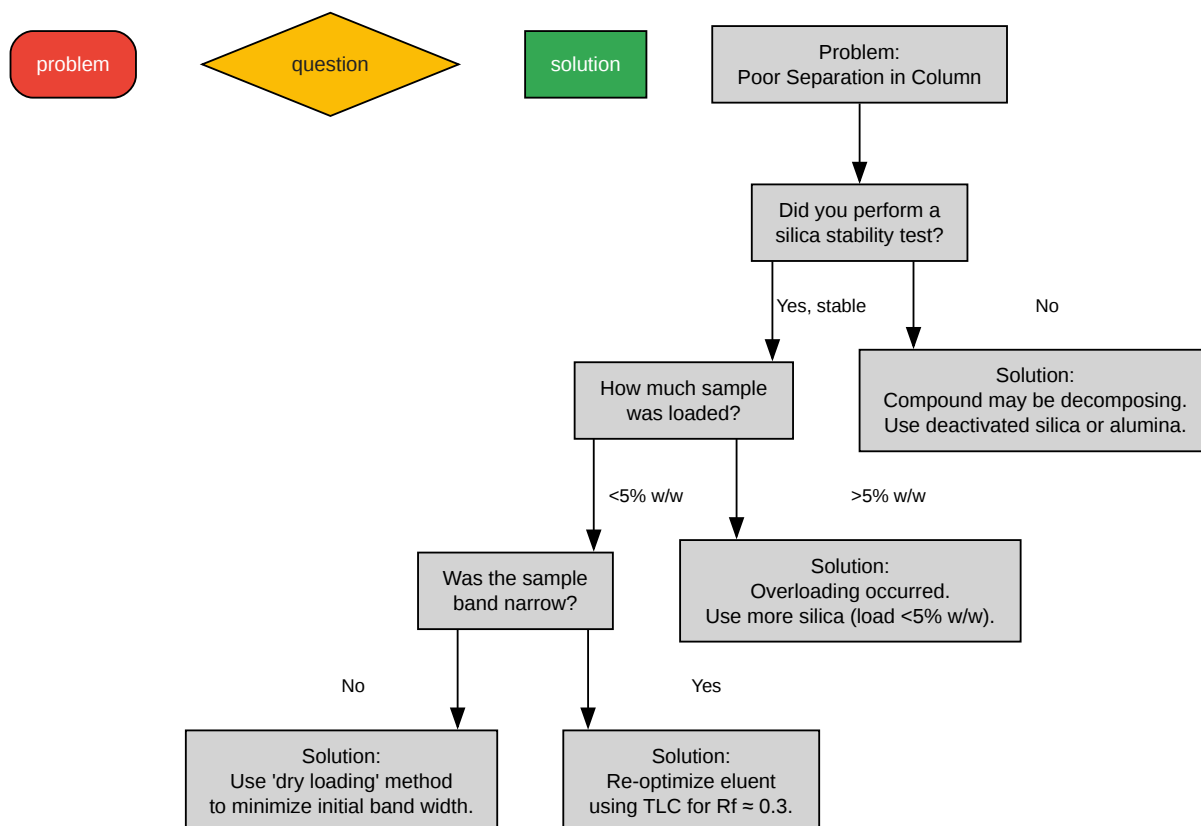 problem
question
solution
Problem:
Poor Separation in Column
Did you perform a
silica stability test?
Yes, stable
No
How much sample
was loaded?
Solution:
Compound may be decomposing.
Use deactivated silica or alumina.
<5% w/w
>5% w/w
Was the sample
band narrow?
Solution:
Overloading occurred.
Use more silica (load <5% w/w).
No
Yes
Solution:
Use 'dry loading' method
to minimize initial band width.
Solution:
Re-optimize eluent
using TLC for Rf ≈ 0.3.